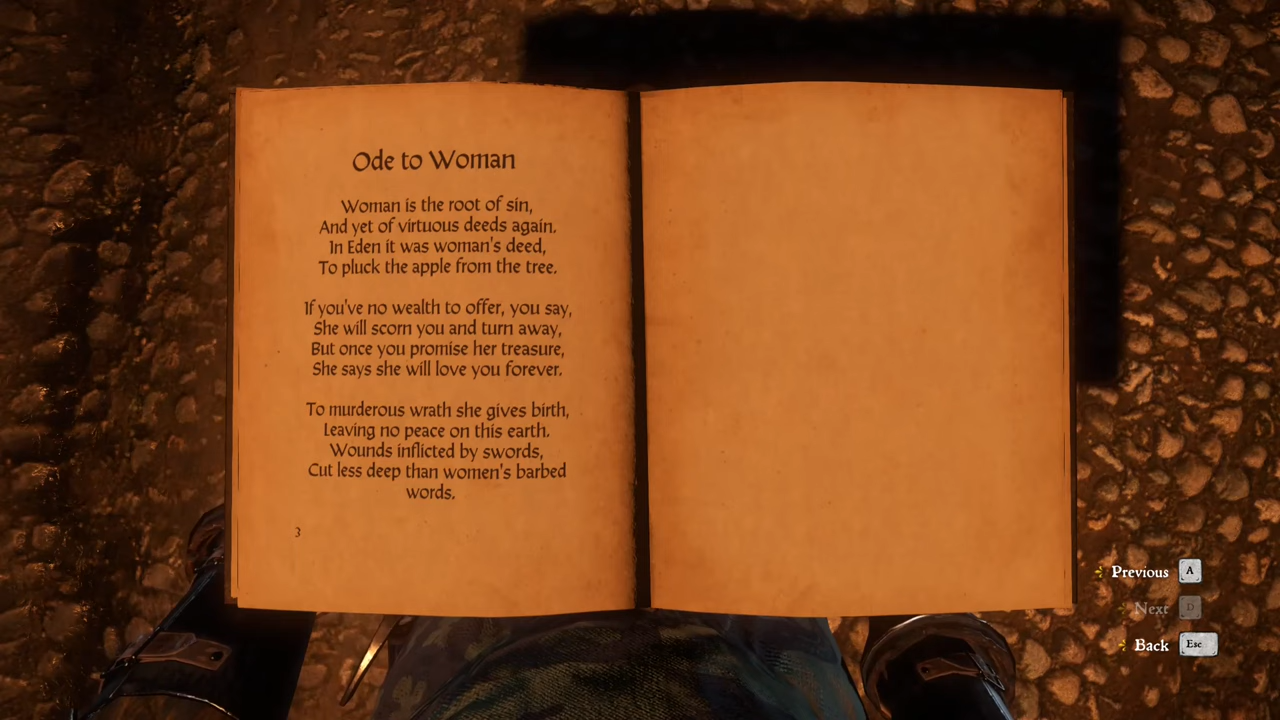 Ode to Woman
Woman is the root of sin,
And yet of virtuous deeds again.
In Eden it was woman's deed,
To pluck the apple from the tree.
If you've no wealth to offer, you say,
She will scorn you and turn away,
But once you promise her treasure,
She says she will love you forever.
To murderous wrath she gives birth,
Leaving no peace on this earth.
Wounds inflicted by swords,
Cut less deep than women's barbed
words.
3
Previous A
Next D
Back Esc